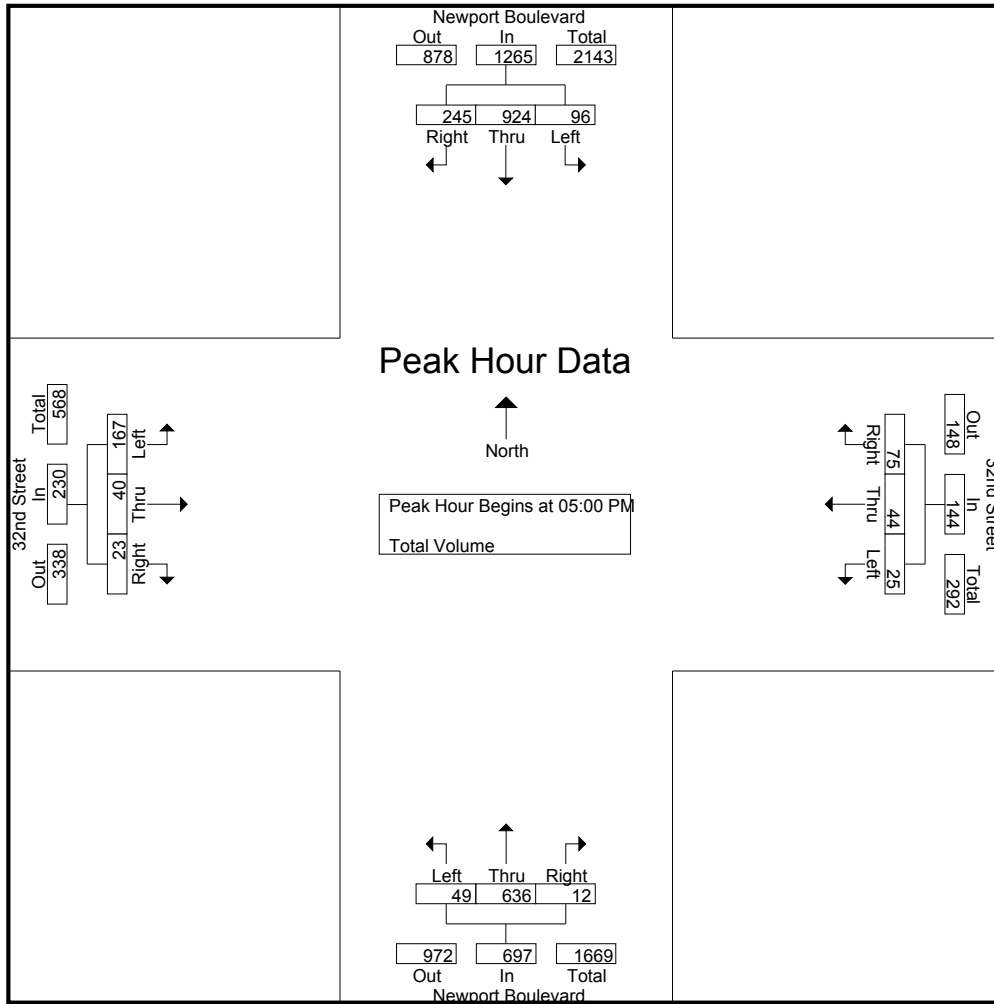 Newport Boulevard
Out In Total
878 1265 2143
245 924 96
Right Thru Left
Peak Hour Data
North
Peak Hour Begins at 05:00 PM
Total Volume
32nd Street
Out In Total
338 230 568
Left Thru Right
167 40 23
32nd Street
Out In Total
148 144 292
Right Thru Left
75 44 25
Left Thru Right
49 636 12
972 697 1669
Out In Total
Newport Boulevard